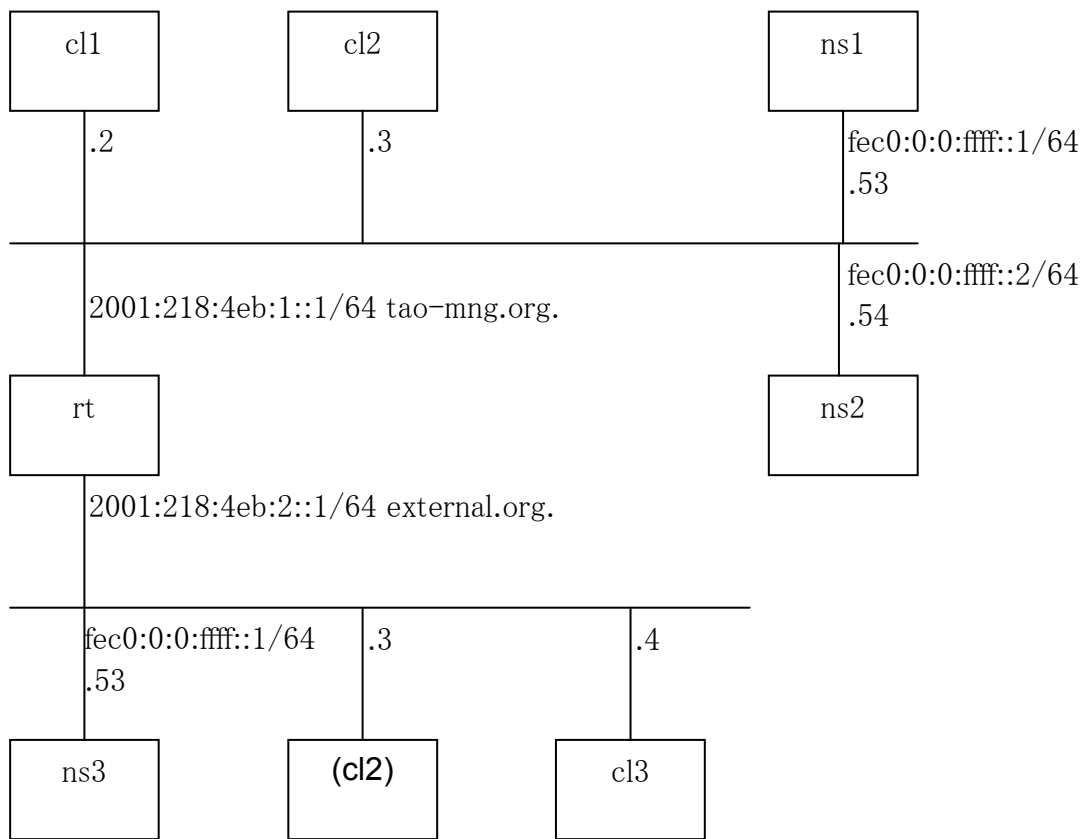 cl1
cl2
ns1
.2
.3
fec0:0:0:ffff::1/64
.53
2001:218:4eb:1::1/64 tao-mng.org.
fec0:0:0:ffff::2/64
.54
rt
ns2
2001:218:4eb:2::1/64 external.org.
fec0:0:0:ffff::1/64
.53
.3
.4
ns3
(cl2)
cl3